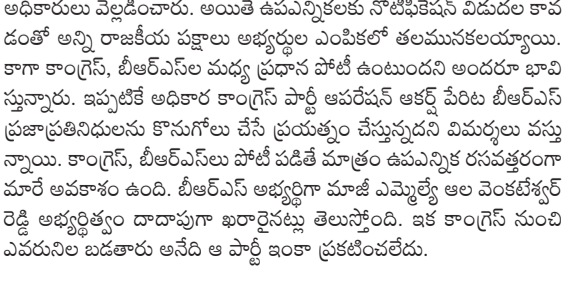 అధికారులు వెల్లడించారు. అయితే ఉపఎన్నికలకు నోటిఫికేషన్ విడుదల కావ
డంతో అన్ని రాజకీయ పక్షాలు అభ్యర్థుల ఎంపికలో తలమునకలయ్యాయి.
కాగా కాంగ్రెస్, బీఆర్ఎస్ల మధ్య ప్రధాన పోటీ ఉంటుందని అందరూ భావి
స్తున్నారు. ఇప్పటికే అధికార కాంగ్రెస్ పార్టీ ఆపరేషన్ ఆకర్ష్ పేరిట బీఆర్ఎస్
ప్రజాప్రతినిధులను కొనుగోలు చేసే ప్రయత్నం చేస్తున్నదని విమర్శలు వస్తు
న్నాయి. కాంగ్రెస్, బీఆర్ఎస్లు పోటీ పడితే మాత్రం ఉపఎన్నిక రసవత్తరంగా
మారే అవకాశం ఉంది. బీఆర్ఎస్ అభ్యర్థిగా మాజీ ఎమ్మెల్యే ఆల వెంకటేశ్వర్
రెడ్డి అభ్యర్థిత్వం దాదాపుగా ఖరారైనట్లు తెలుస్తోంది. ఇక కాంగ్రెస్ నుంచి
ఎవరునిల బడతారు అనేది ఆ పార్టీ ఇంకా ప్రకటించలేదు.